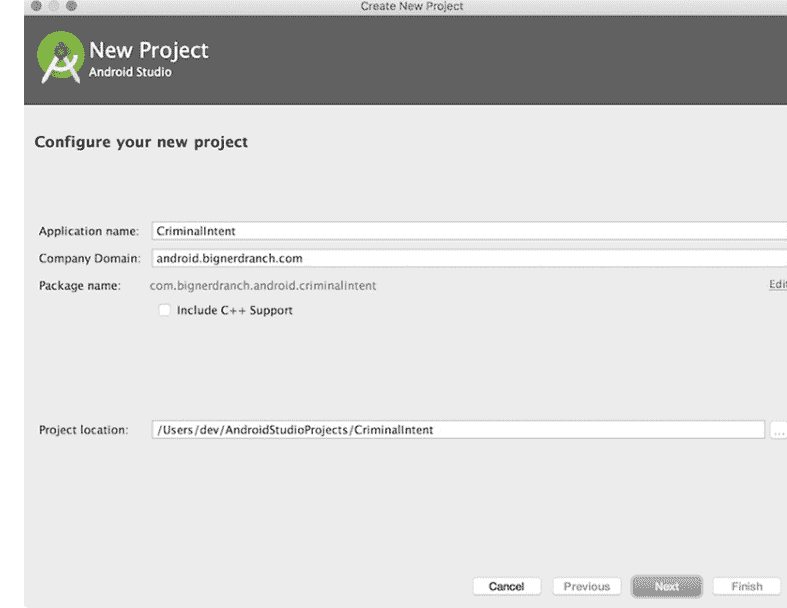 Create New Project
New Project
Android Studio
Configure your new project
Application name: CriminalIntent
Company Domain: android.bignerdranch.com
Package name: com.bignerdranch.android.criminalintent Edit
Include C++ Support
Project location: /Users/dev/AndroidStudioProjects/CriminalIntent ...
Cancel Previous Next Finish